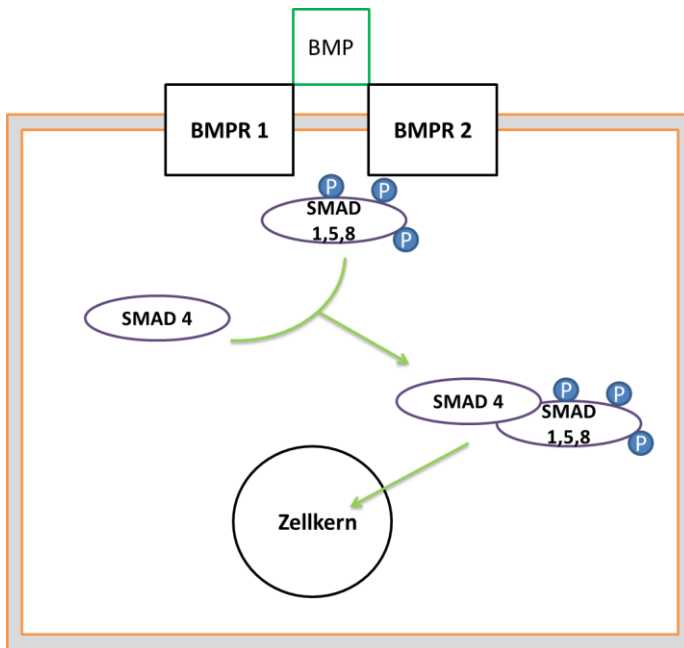 BMP
BMPR 1
BMPR 2
P
P
SMAD
1,5,8
P
SMAD 4
SMAD 4
P
P
SMAD
1,5,8
P
Zellkern